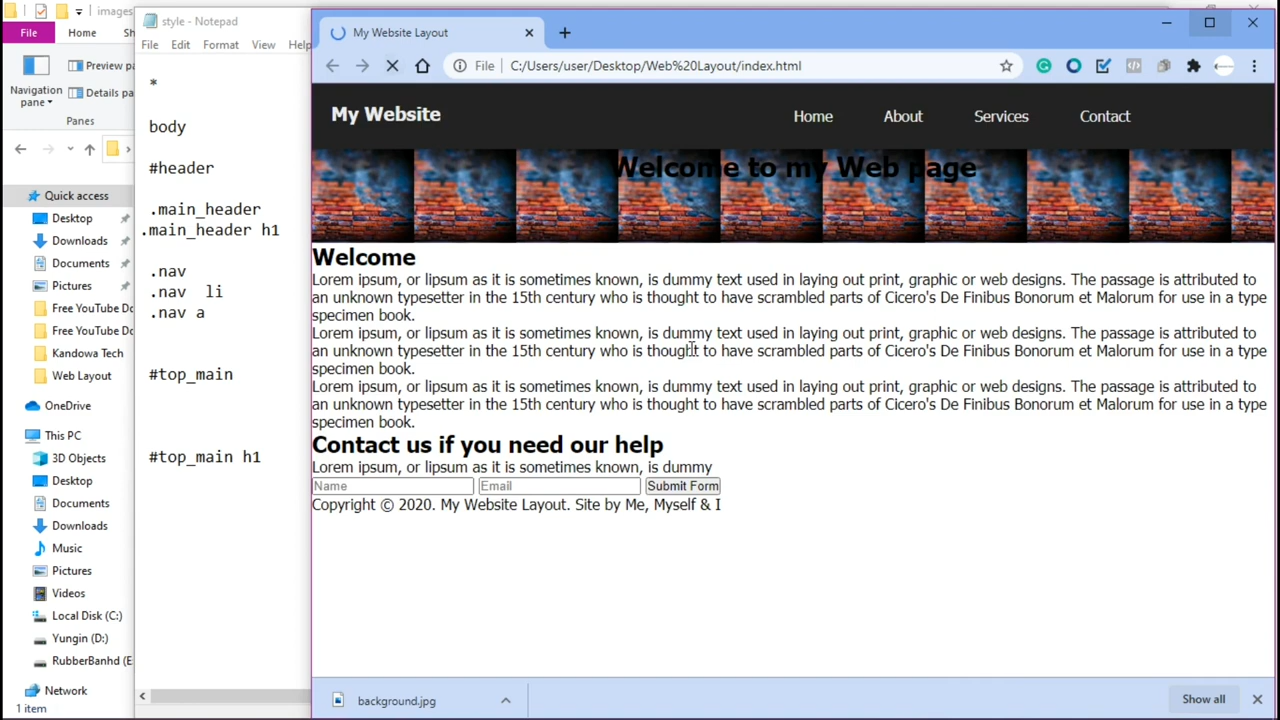 images
File
Home
Sh
Navigation
pane
Preview pa
Details pa
Panes
Quick access
Desktop
Downloads
Documents
Pictures
Free YouTube Do
Free YouTube Do
Kandowa Tech
Web Layout
OneDrive
This PC
3D Objects
Desktop
Documents
Downloads
Music
Pictures
Videos
Local Disk (C:)
Yungin (D:)
RubberBanhd (E
Network
1 item
style - Notepad
File Edit Format View Help
*
body
#header
.main_header
.main_header h1
.nav
.nav  li
.nav a
#top_main
#top_main h1
My Website Layout
File C:/Users/user/Desktop/Web%20Layout/index.html
My Website
Home About Services Contact
Welcome to my Web page
Welcome
Lorem ipsum, or lipsum as it is sometimes known, is dummy text used in laying out print, graphic or web designs. The passage is attributed to
an unknown typesetter in the 15th century who is thought to have scrambled parts of Cicero's De Finibus Bonorum et Malorum for use in a type
specimen book.
Lorem ipsum, or lipsum as it is sometimes known, is dummy text used in laying out print, graphic or web designs. The passage is attributed to
an unknown typesetter in the 15th century who is thought to have scrambled parts of Cicero's De Finibus Bonorum et Malorum for use in a type
specimen book.
Lorem ipsum, or lipsum as it is sometimes known, is dummy text used in laying out print, graphic or web designs. The passage is attributed to
an unknown typesetter in the 15th century who is thought to have scrambled parts of Cicero's De Finibus Bonorum et Malorum for use in a type
specimen book.
Contact us if you need our help
Lorem ipsum, or lipsum as it is sometimes known, is dummy
Name Email Submit Form
Copyright © 2020. My Website Layout. Site by Me, Myself & I
background.jpg
Show all